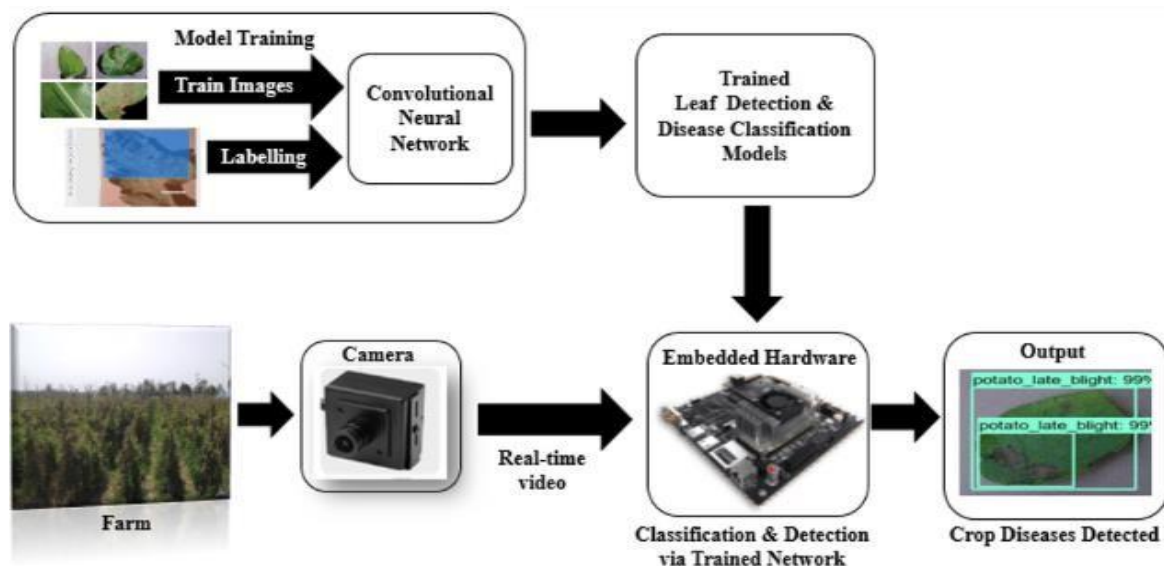 Model Training
Train Images
Labelling
Convolutional
Neural
Network
Trained
Leaf Detection &
Disease Classification
Models
Farm
Camera
Real-time
video
Embedded Hardware
Classification & Detection
via Trained Network
Output
potato_late_blight: 99%
potato_late_blight: 99%
Crop Diseases Detected